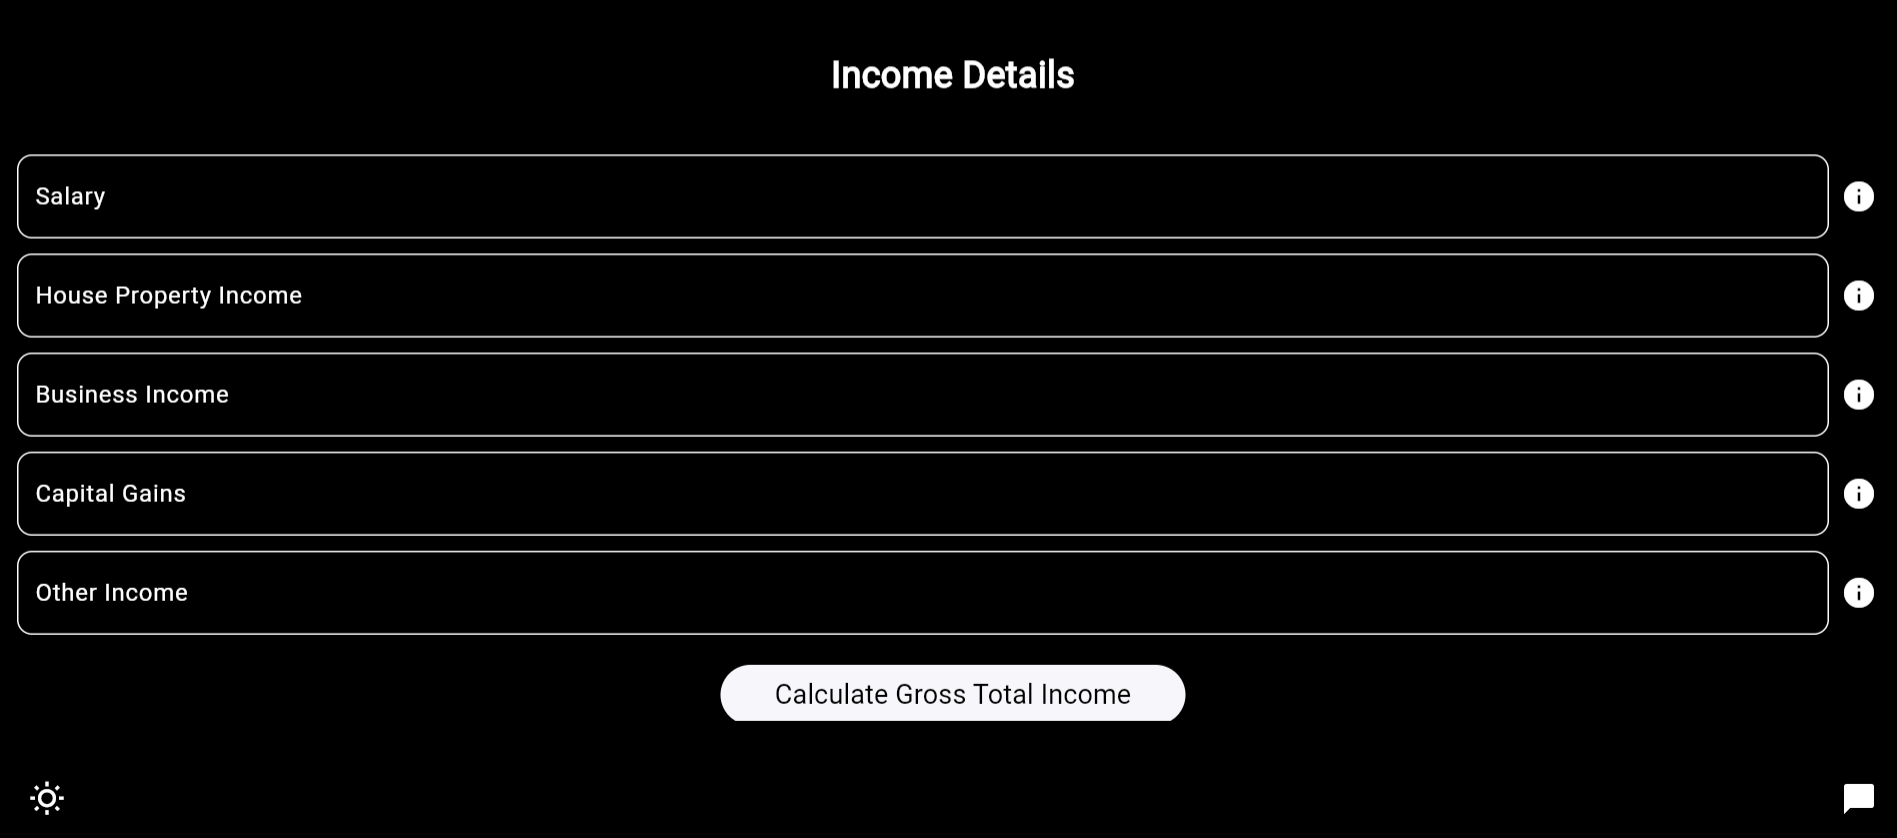 Income Details
Salary
House Property Income
Business Income
Capital Gains
Other Income
Calculate Gross Total Income